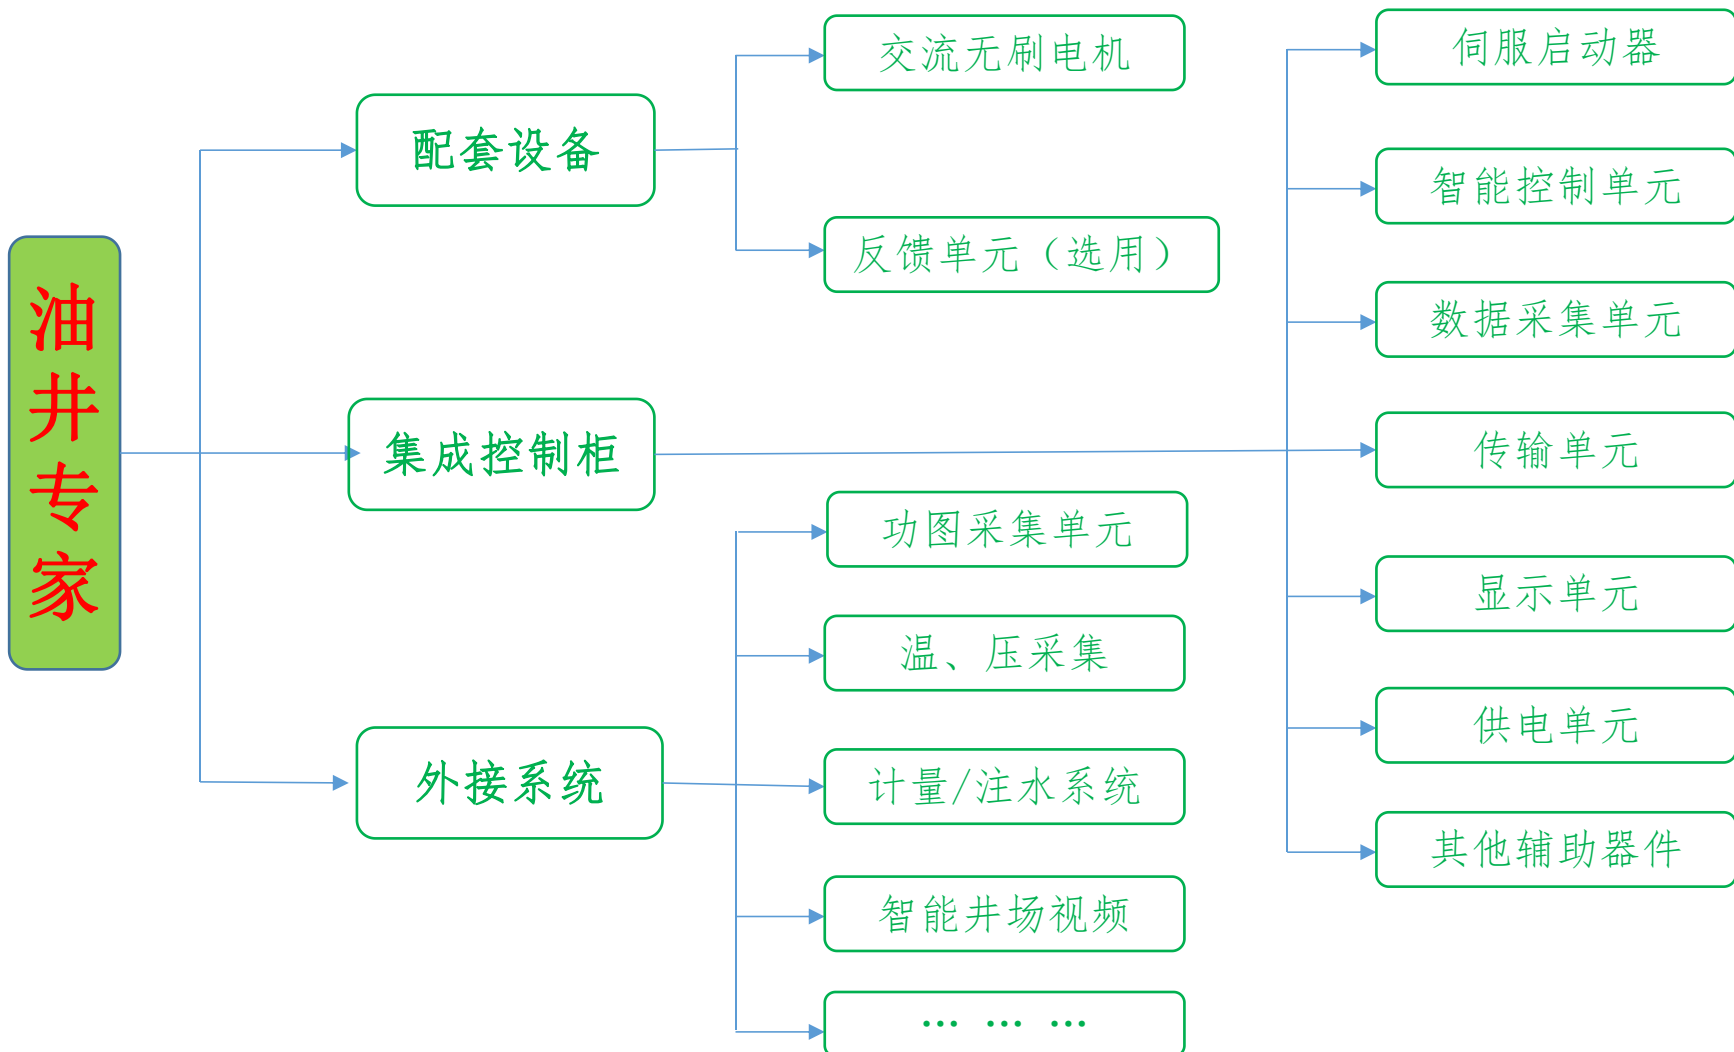 油井专家
配套设备
交流无刷电机
反馈单元（选用）
集成控制柜
伺服启动器
智能控制单元
数据采集单元
传输单元
显示单元
供电单元
其他辅助器件
外接系统
功图采集单元
温、压采集
计量/注水系统
智能井场视频
… … …